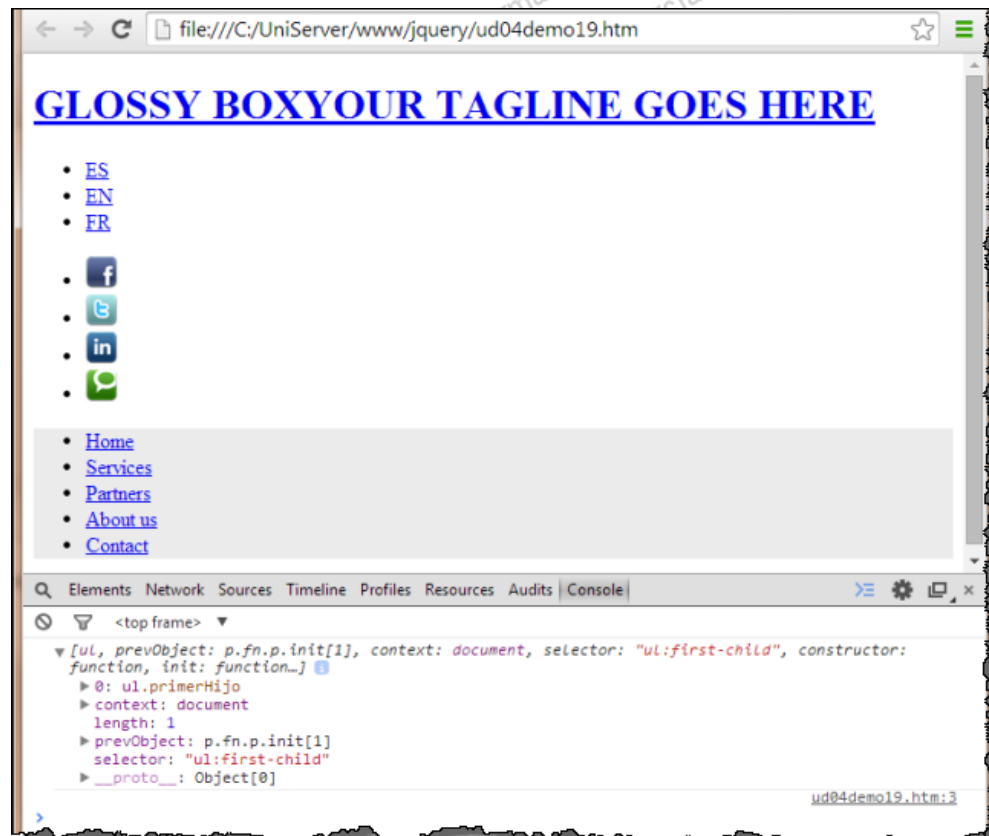 file:///C:/UniServer/www/jquery/ud04demo19.htm
GLOSSY BOXYOUR TAGLINE GOES HERE
ES
EN
FR
f
in
Home
Services
Partners
About us
Contact
Elements Network Sources Timeline Profiles Resources Audits Console
<top frame> ▼
▼ [ul, prevObject: p.fn.p.init[1], context: document, selector: "ul:first-child", constructor:
function, init: function…]
▶ 0: ul.primerHijo
▶ context: document
length: 1
▶ prevObject: p.fn.p.init[1]
selector: "ul:first-child"
▶ __proto__: Object[0]
ud04demo19.htm:3
>